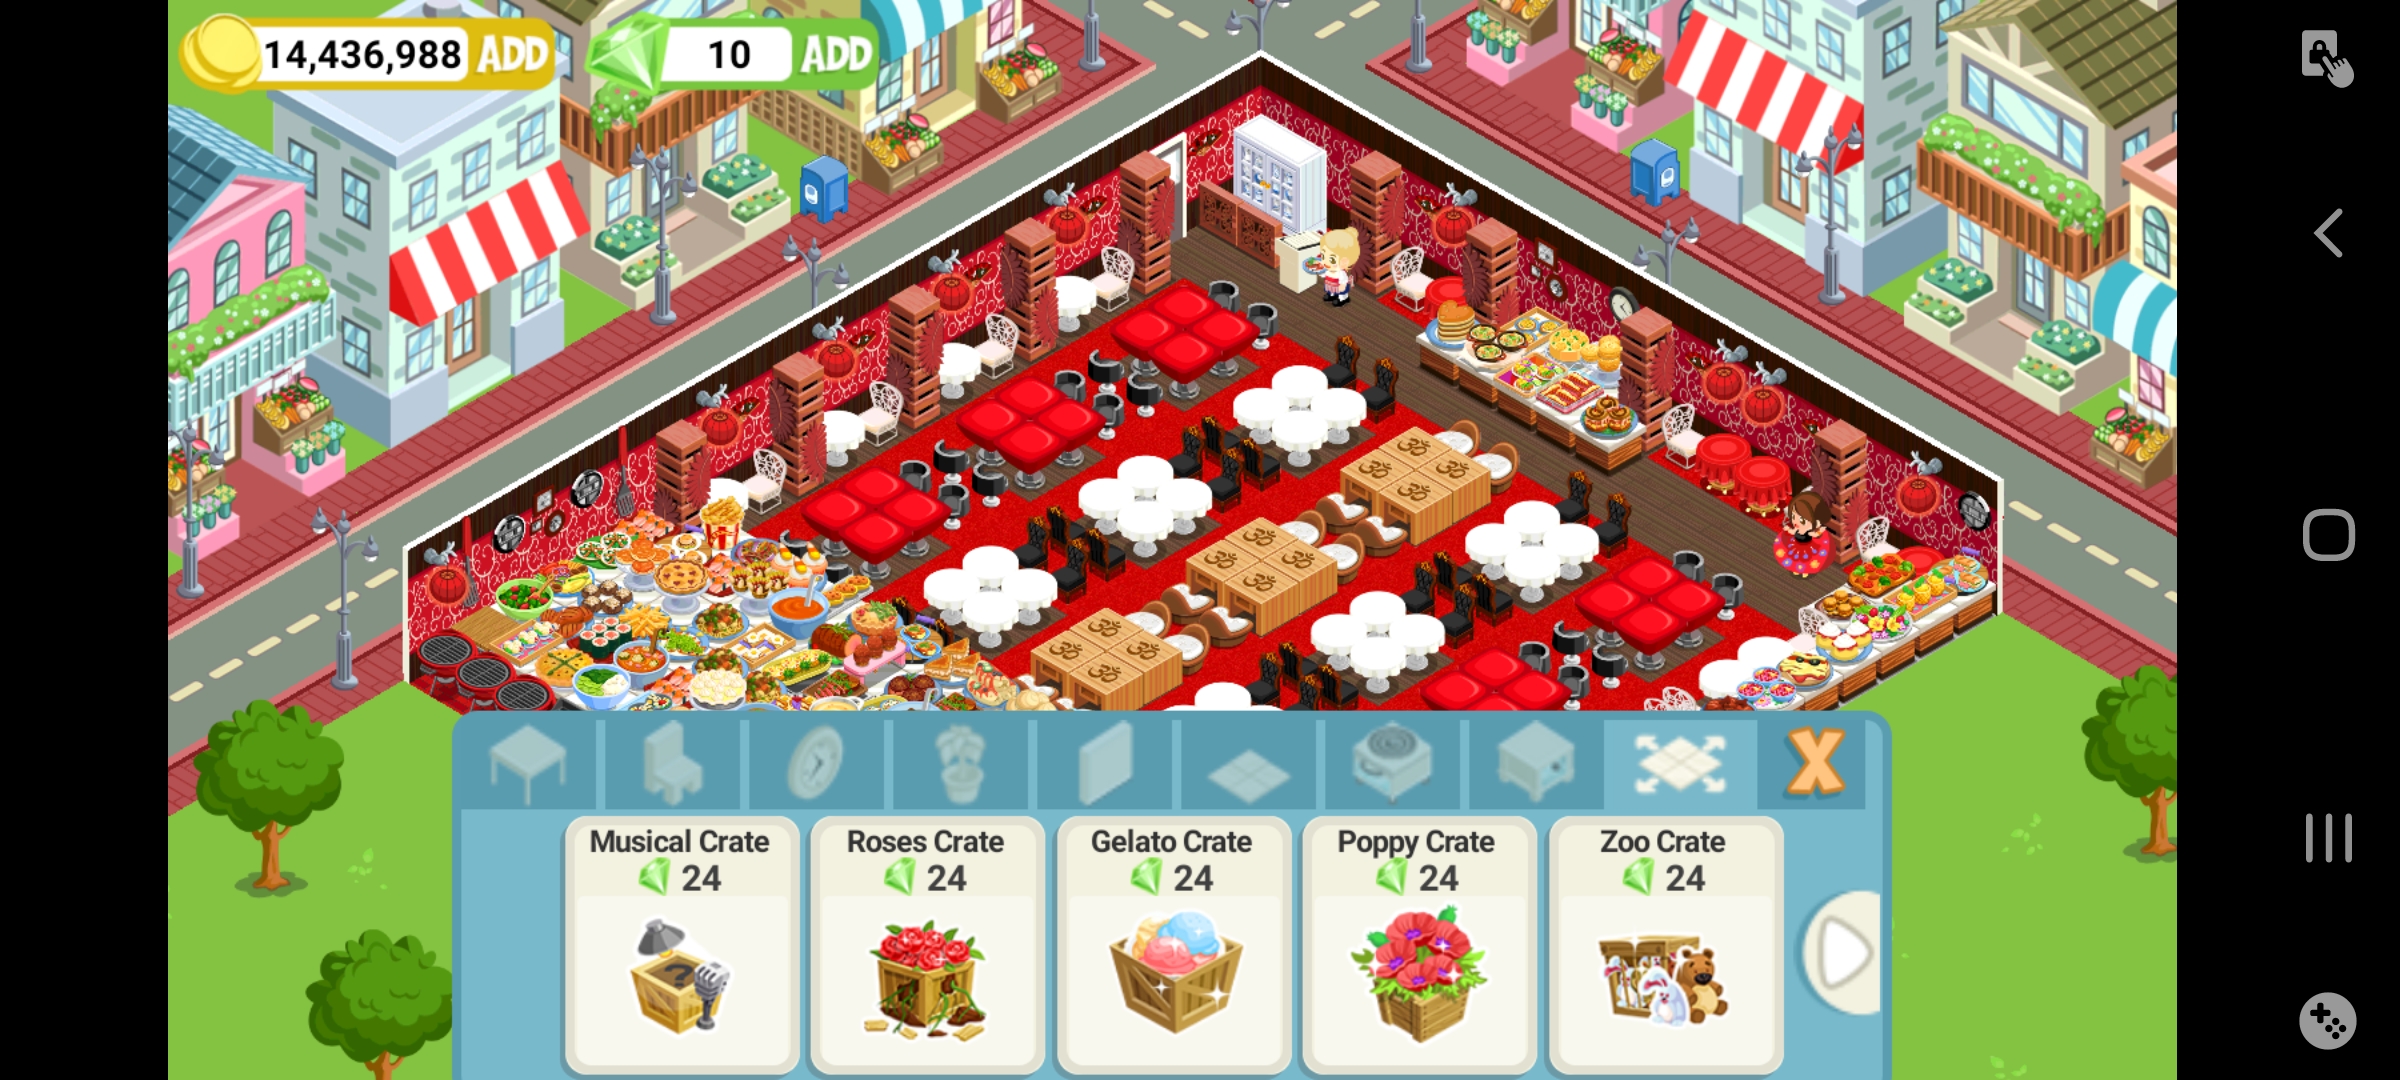 14,436,988 ADD
10 ADD
ॐ ॐ
ॐ
ॐ ॐ
ॐ
ॐ
ॐ
Musical Crate
24
Roses Crate
24
Gelato Crate
24
Poppy Crate
24
Zoo Crate
24
?
X